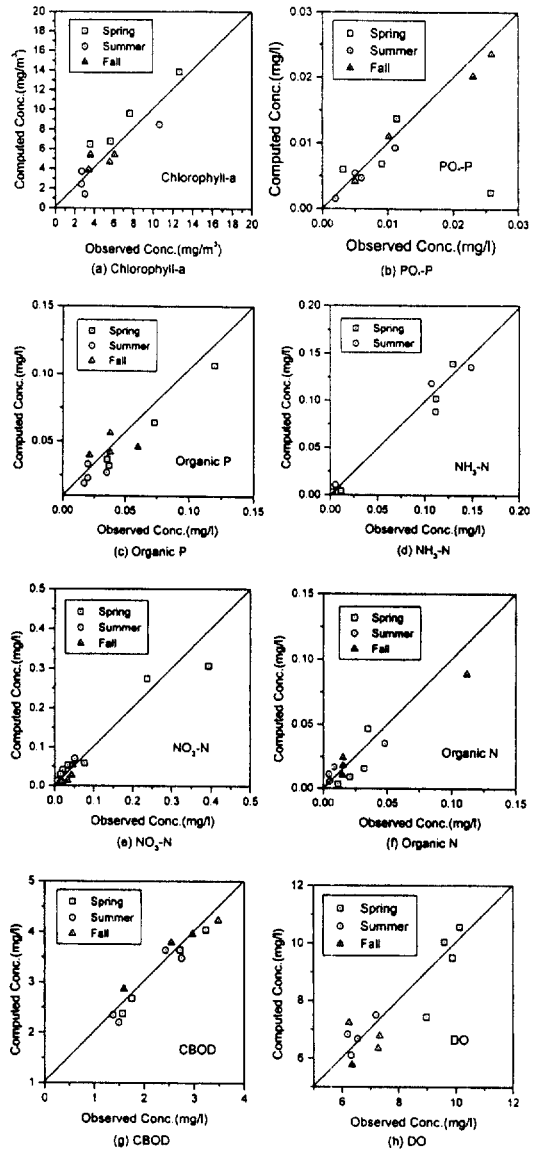 Computed Conc.(mg/m³)
20
18
16
14
12
10
8
6
4
2
0
Spring
Summer
Fall
Chlorophyll-a
0 2 4 6 8 10 12 14 16 18 20
Observed Conc.(mg/m³)
(a) Chlorophyll-a
Computed Conc.(mg/l)
0.03
0.02
0.01
0.00
Spring
Summer
Fall
PO₄-P
0.00 0.01 0.02 0.03
Observed Conc.(mg/l)
(b) PO₄-P
Computed Conc.(mg/l)
0.15
0.10
0.05
Spring
Summer
Fall
Organic P
0.00 0.05 0.10 0.15
Observed Conc.(mg/l)
(c) Organic P
Computed Conc.(mg/l)
0.20
0.15
0.10
0.05
0.00
Spring
Summer
NH₃-N
0.00 0.05 0.10 0.15 0.20
Observed Conc.(mg/l)
(d) NH₃-N
Computed Conc.(mg/l)
0.5
0.4
0.3
0.2
0.1
0.0
Spring
Summer
Fall
NO₃-N
0.0 0.1 0.2 0.3 0.4 0.5
Observed Conc.(mg/l)
(e) NO₃-N
Computed Conc.(mg/l)
0.15
0.10
0.05
0.00
Spring
Summer
Fall
Organic N
0.00 0.05 0.10 0.15
Observed Conc.(mg/l)
(f) Organic N
Computed Conc.(mg/l)
5
4
3
2
1
Spring
Summer
Fall
CBOD
0 1 2 3 4
Observed Conc.(mg/l)
(g) CBOD
Computed Conc.(mg/l)
12
10
8
6
Spring
Summer
Fall
DO
6 8 10 12
Observed Conc.(mg/l)
(h) DO